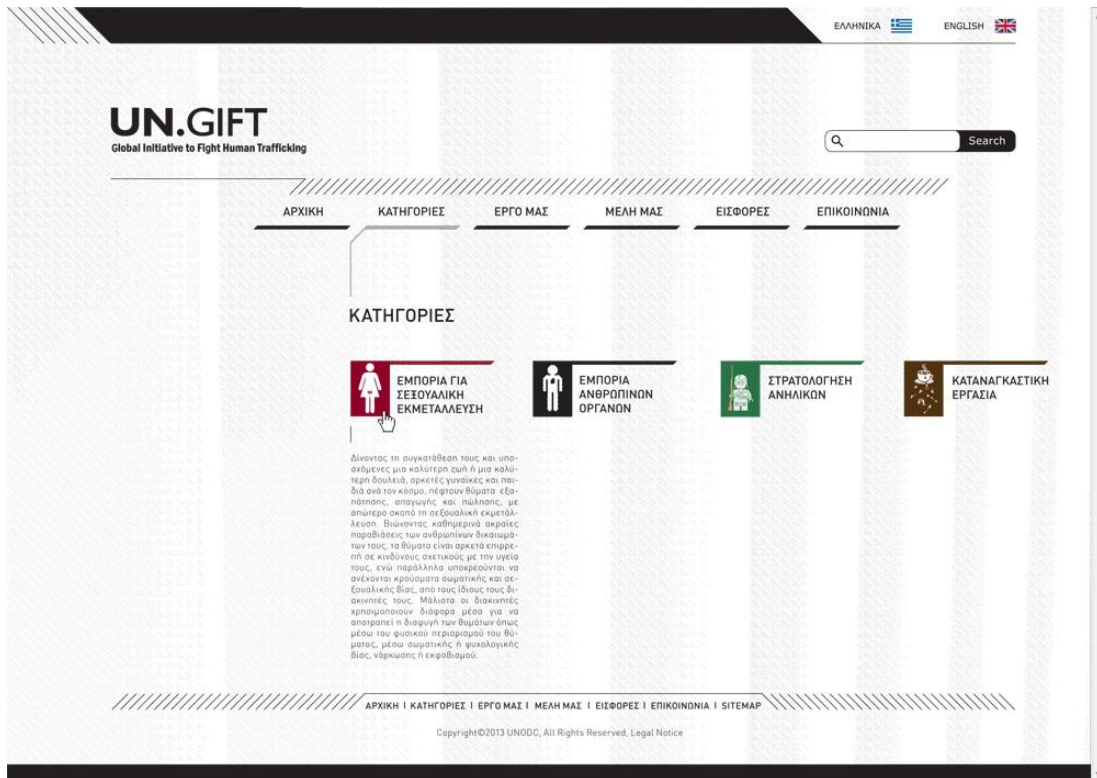 ΕΛΛΗΝΙΚΑ ENGLISH
UN.GIFT
Global Initiative to Fight Human Trafficking
Search
ΑΡΧΙΚΗ ΚΑΤΗΓΟΡΙΕΣ ΕΡΓΟ ΜΑΣ ΜΕΛΗ ΜΑΣ ΕΙΣΦΟΡΕΣ ΕΠΙΚΟΙΝΩΝΙΑ
ΚΑΤΗΓΟΡΙΕΣ
ΕΜΠΟΡΙΑ ΓΙΑ
ΣΕΞΟΥΑΛΙΚΗ
ΕΚΜΕΤΑΛΛΕΥΣΗ
ΕΜΠΟΡΙΑ
ΑΝΘΡΩΠΙΝΩΝ
ΟΡΓΑΝΩΝ
ΣΤΡΑΤΟΛΟΓΗΣΗ
ΑΝΗΛΙΚΩΝ
ΚΑΤΑΝΑΓΚΑΣΤΙΚΗ
ΕΡΓΑΣΙΑ
Δίνοντας τη συγκατάθεση τους και υπο-
σχόμενες μια καλύτερη ζωή ή μια καλύ-
τερη δουλειά, αρκετές γυναίκες και παι-
διά ανά τον κόσμο, πέφτουν θύματα εξα-
πάτησης, απαγωγής και πώλησης, με
απώτερο σκοπό τη σεξουαλική εκμετάλ-
λευση. Βιώνοντας καθημερινά ακραίες
παραβιάσεις των ανθρωπίνων δικαιωμά-
των τους, τα θύματα είναι αρκετά επιρρε-
πή σε κινδύνους σχετικούς με την υγεία
τους, ενώ παράλληλα υποχρεούνται να
ανέχονται κρούσματα σωματικής και σε-
ξουαλικής βίας, από τους ίδιους τους δι-
ακινητές τους. Μάλιστα οι διακινητές
χρησιμοποιούν διάφορα μέσα για να
αποτραπεί η διαφυγή των θυμάτων όπως
μέσω του φυσικού περιορισμού του θύ-
ματος, μέσω σωματικής ή ψυχολογικής
βίας, νάρκωσης ή εκφοβισμού.
ΑΡΧΙΚΗ Ι ΚΑΤΗΓΟΡΙΕΣ Ι ΕΡΓΟ ΜΑΣ Ι ΜΕΛΗ ΜΑΣ Ι ΕΙΣΦΟΡΕΣ Ι ΕΠΙΚΟΙΝΩΝΙΑ Ι SITEMAP
Copyright©2013 UNODC, All Rights Reserved, Legal Notice